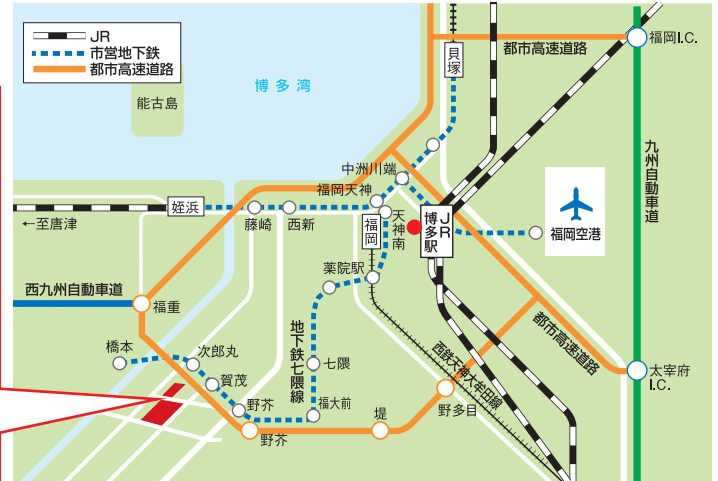 JR
市営地下鉄
都市高速道路
博多湾
能古島
貝塚
都市高速道路
福岡I.C.
九州自動車道
中洲川端
福岡天神
姪浜
←至唐津
藤崎
西新
福岡
天神南
JR
博多駅
福岡空港
薬院駅
西九州自動車道
福重
地下鉄七隈線
橋本
次郎丸
賀茂
七隈
野芥
福大前
野芥
堤
野多目
西鉄天神大牟田線
都市高速道路
太宰府
I.C.